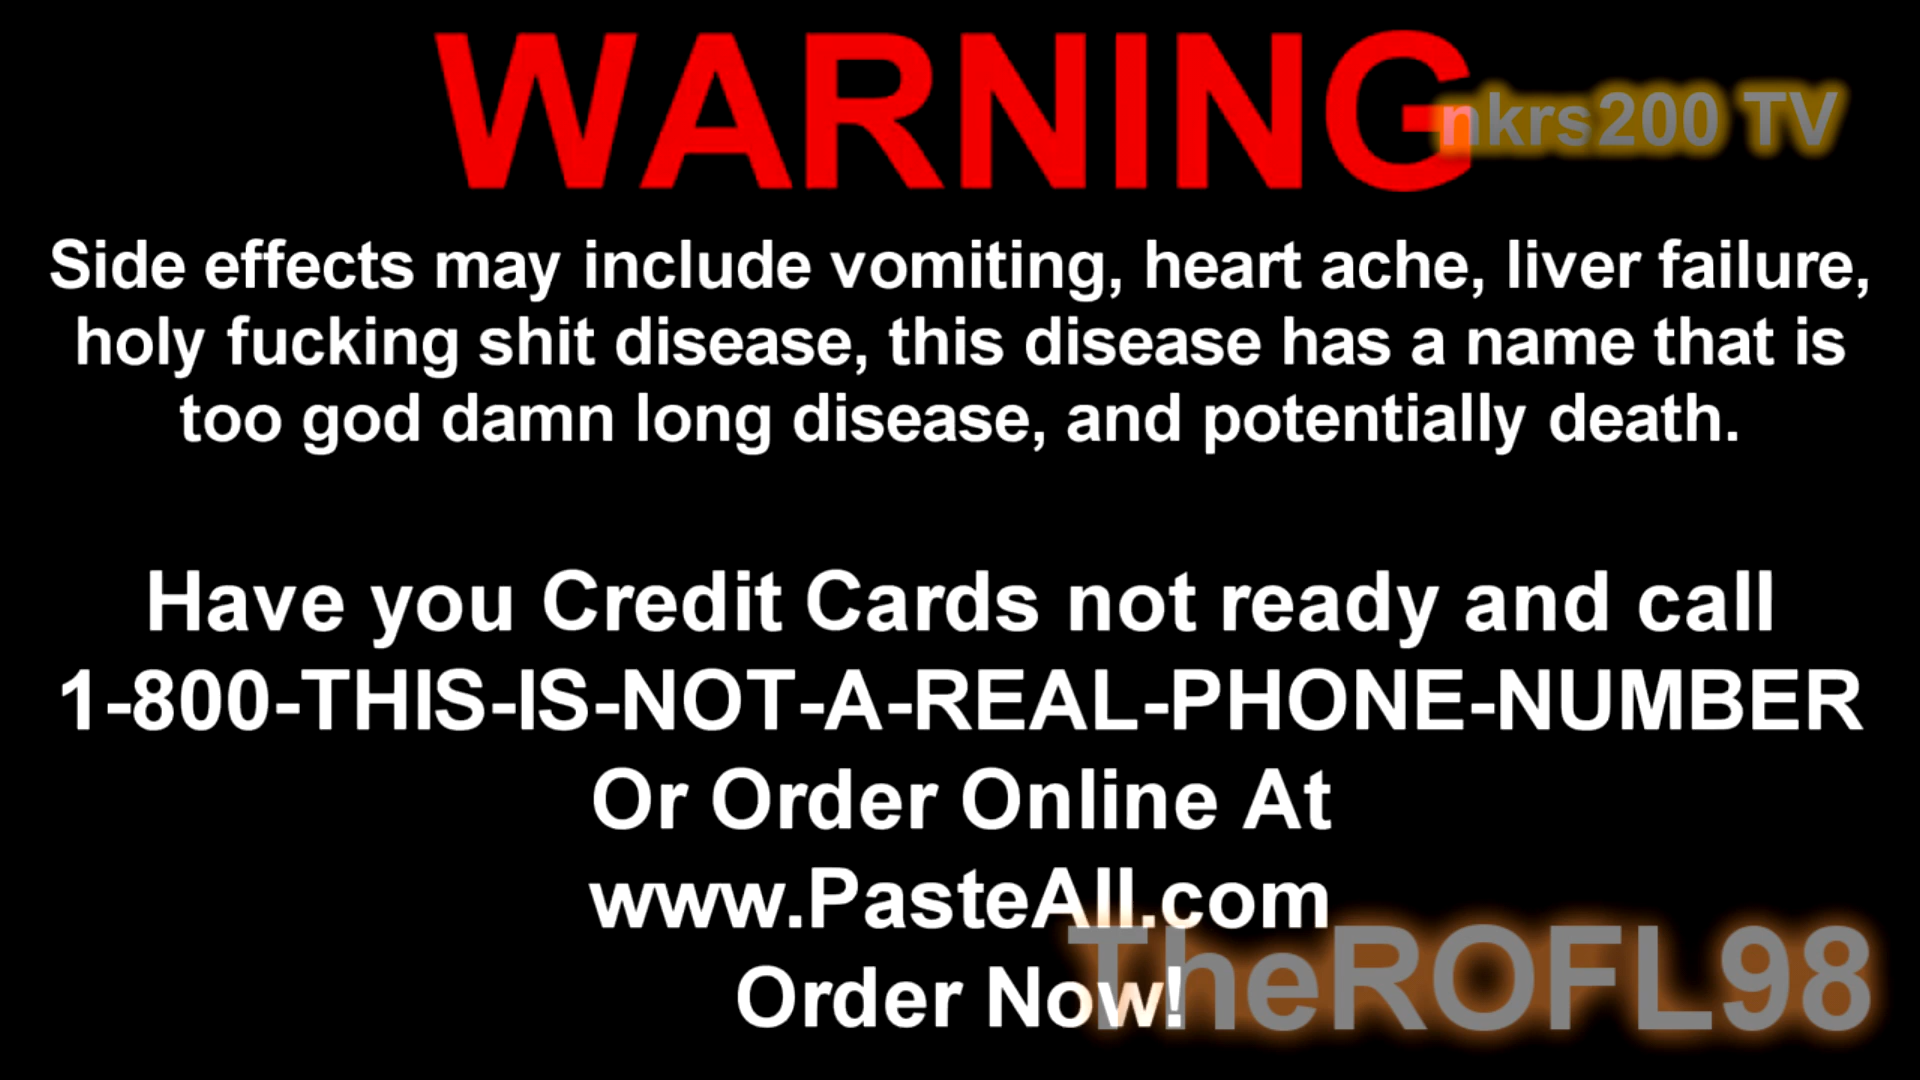 WARNING
nkrs200 TV
Side effects may include vomiting, heart ache, liver failure,
holy fucking shit disease, this disease has a name that is
too god damn long disease, and potentially death.
Have you Credit Cards not ready and call
1-800-THIS-IS-NOT-A-REAL-PHONE-NUMBER
Or Order Online At
www.PasteAll.com
Order Now!
TheROFL98